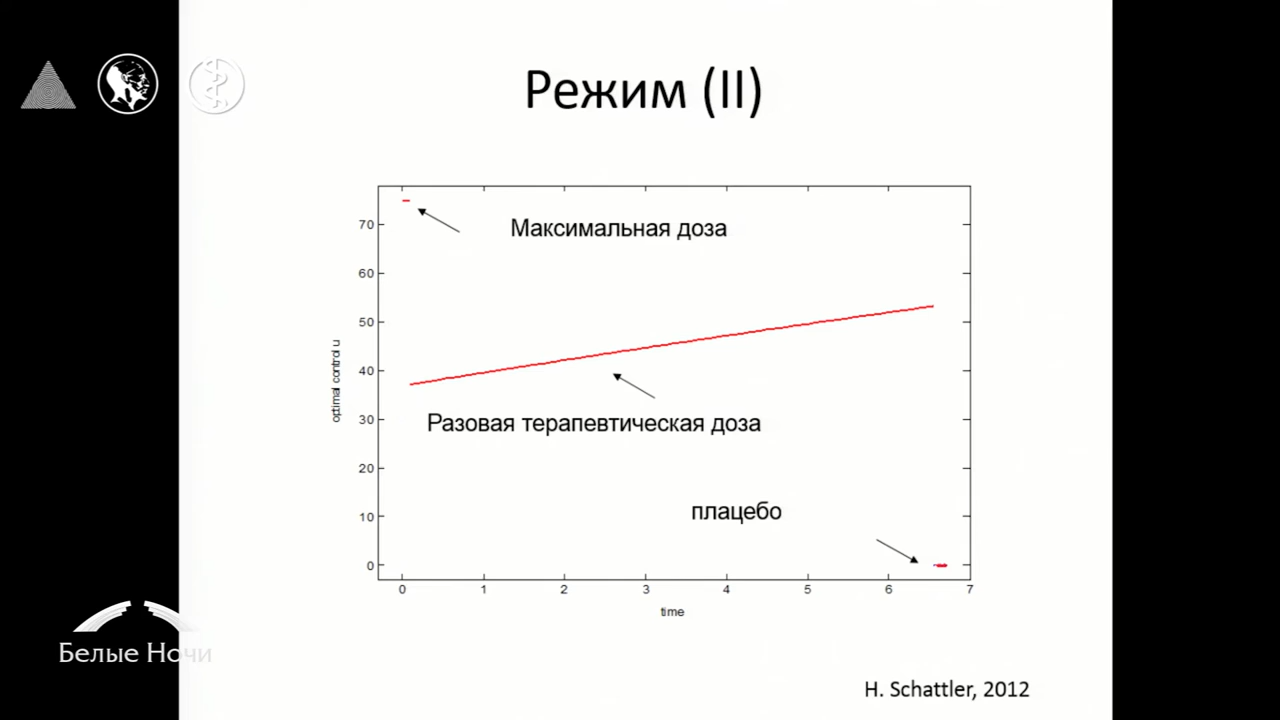 Режим (II)
70
Максимальная доза
60
50
optimal control u
40
30
Разовая терапевтическая доза
20
плацебо
10
0
0 1 2 3 4 5 6 7
time
Белые Ночи
H. Schattler, 2012